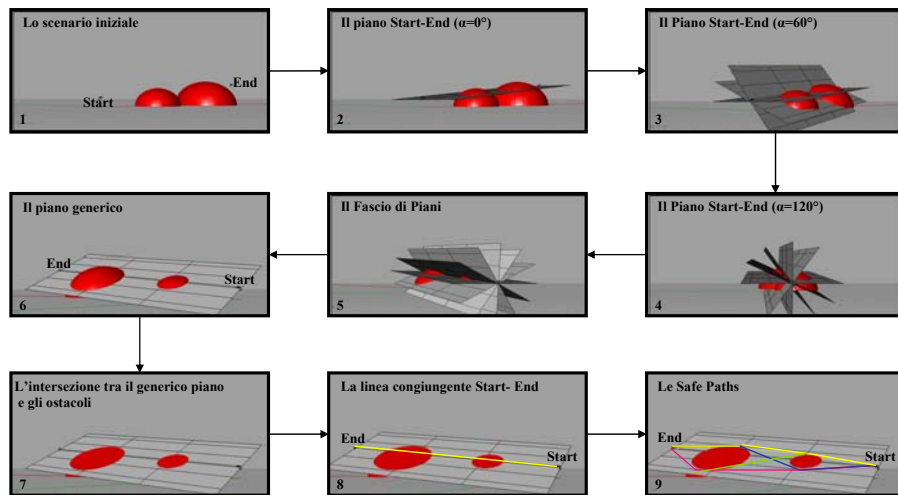 Lo scenario iniziale
End
Start
1
Il piano Start-End (α=0°)
2
Il Piano Start-End (α=60°)
3
Il Piano Start-End (α=120°)
4
Il Fascio di Piani
5
Il piano generico
End
Start
6
L'intersezione tra il generico piano
e gli ostacoli
7
La linea congiungente Start- End
End
Start
8
Le Safe Paths
End
Start
9